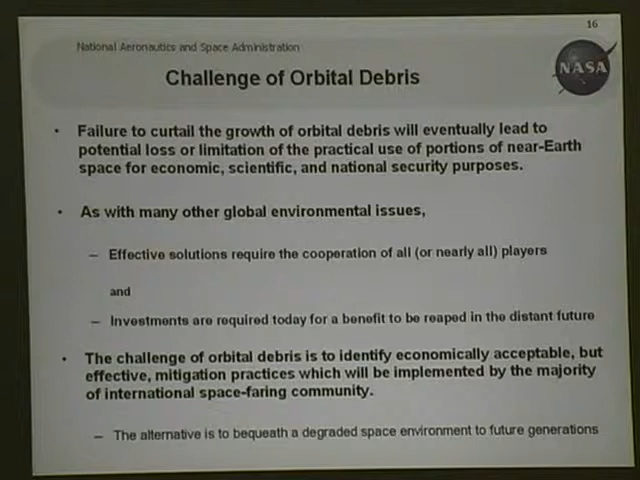 16
National Aeronautics and Space Administration
Challenge of Orbital Debris
NASA
• Failure to curtail the growth of orbital debris will eventually lead to
potential loss or limitation of the practical use of portions of near-Earth
space for economic, scientific, and national security purposes.
• As with many other global environmental issues,
– Effective solutions require the cooperation of all (or nearly all) players
and
– Investments are required today for a benefit to be reaped in the distant future
• The challenge of orbital debris is to identify economically acceptable, but
effective, mitigation practices which will be implemented by the majority
of international space-faring community.
– The alternative is to bequeath a degraded space environment to future generations